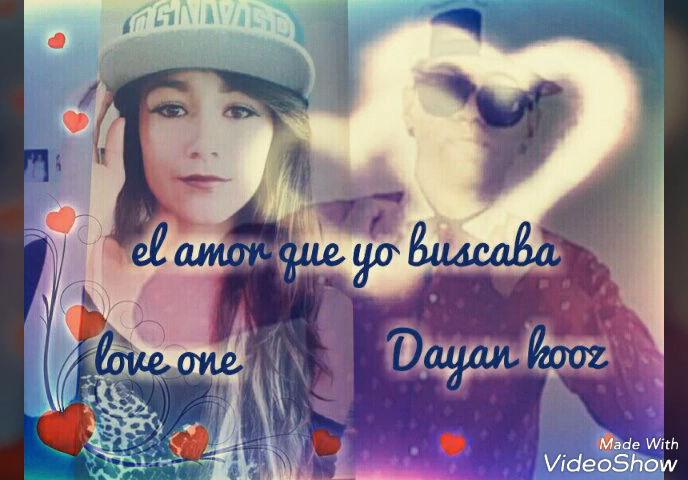 el amor que yo buscaba
love one
Dayan kooz
Made With
VideoShow